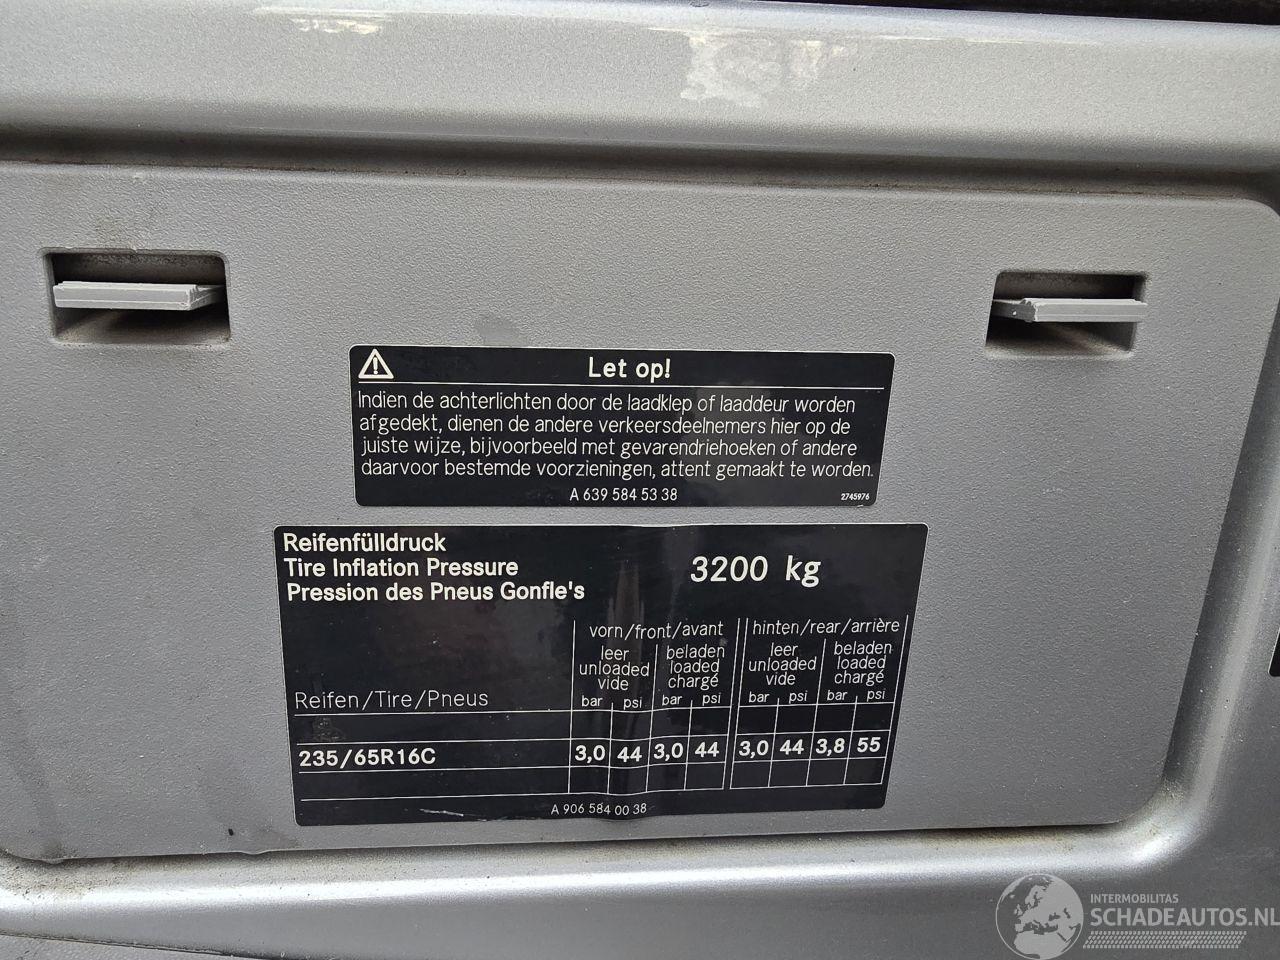 Let op!
Indien de achterlichten door de laadklep of laaddeur worden
afgedekt, dienen de andere verkeersdeelnemers hier op de
juiste wijze, bijvoorbeeld met gevarendriehoeken of andere
daarvoor bestemde voorzieningen, attent gemaakt te worden.
A 639 584 53 38
2745976
Reifenfülldruck
Tire Inflation Pressure
Pression des Pneus Gonfle's
3200 kg
vorn/front/avant hinten/rear/arrière
leer beladen leer beladen
unloaded loaded unloaded loaded
vide chargé vide chargé
Reifen/Tire/Pneus bar psi bar psi bar psi bar psi
235/65R16C 3,0 44 3,0 44 3,0 44 3,8 55
A 906 584 00 38
INTERMOBILITAS
SCHADEAUTOS.NL